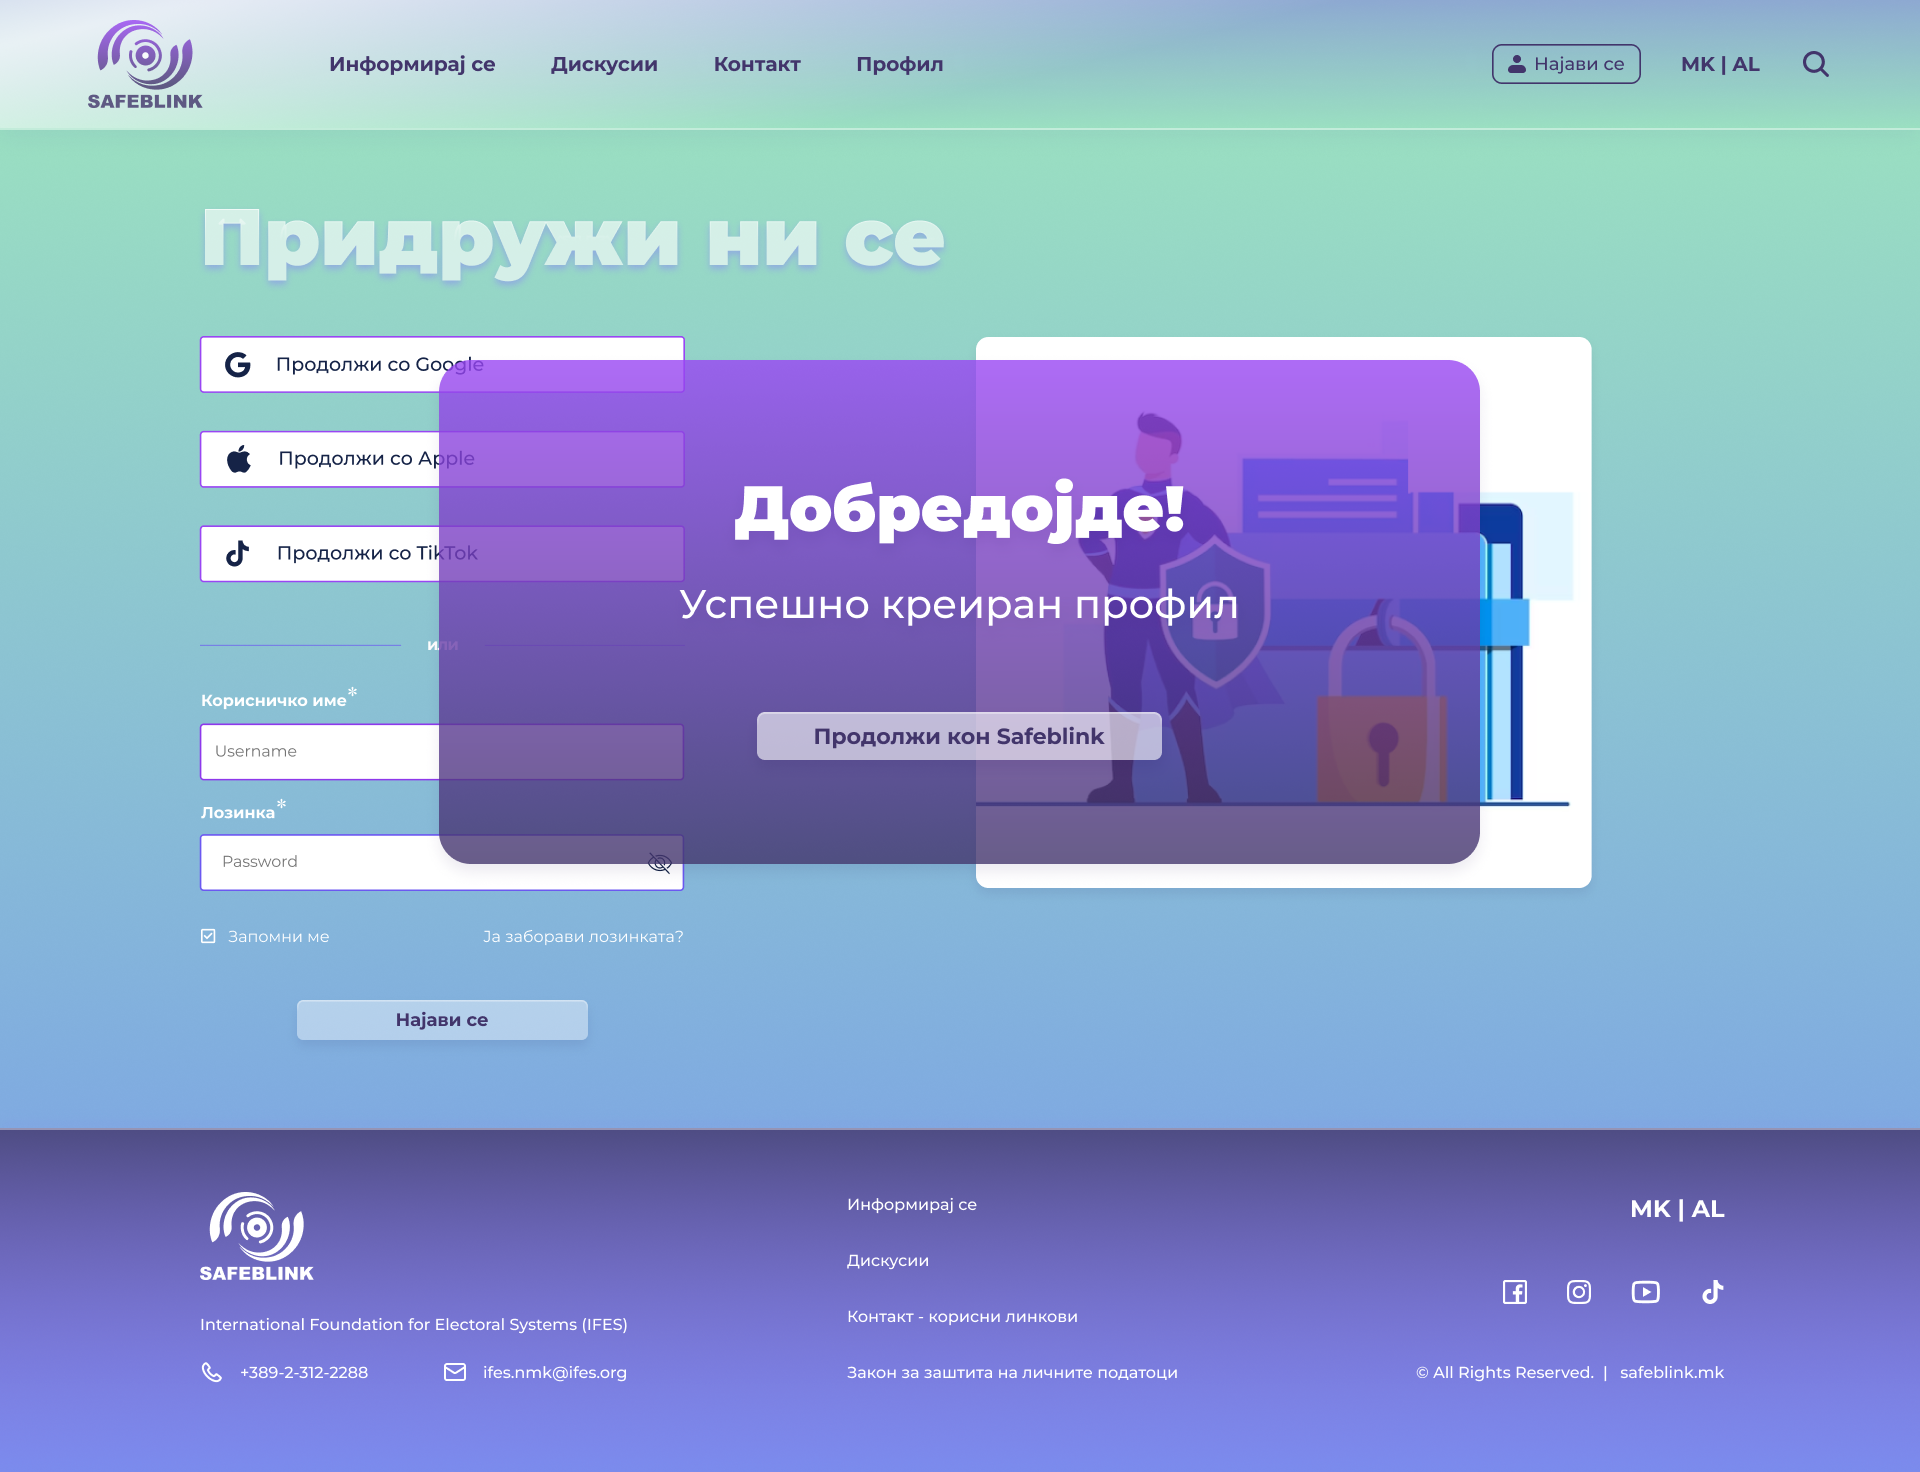 SAFEBLINK
Информирај се
Дискусии
Контакт
Профил
Најави се
MK | AL
Придружи ни се
Продолжи со Google
Продолжи со Apple
Продолжи со TikTok
или
Корисничко име*
Username
Лозинка*
Password
Запомни ме
Ја заборави лозинката?
Најави се
Добредојде!
Успешно креиран профил
Продолжи кон Safeblink
SAFEBLINK
International Foundation for Electoral Systems (IFES)
+389-2-312-2288
ifes.nmk@ifes.org
Информирај се
Дискусии
Контакт - корисни линкови
Закон за заштита на личните податоци
MK | AL
© All Rights Reserved. | safeblink.mk